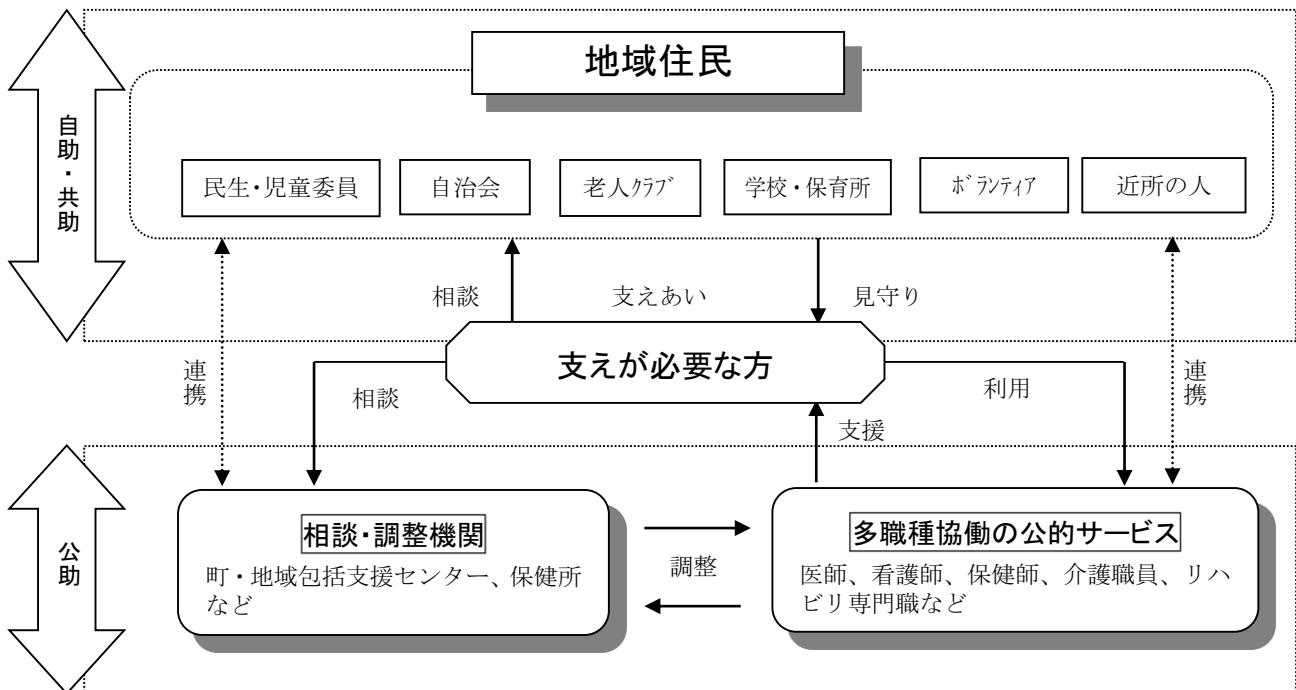 地域住民
自助・共助
民生・児童委員
自治会
老人ｸﾗﾌﾞ
学校・保育所
ﾎﾞﾗﾝﾃｨｱ
近所の人
相談
支えあい
見守り
支えが必要な方
連携
相談
利用
連携
支援
公助
相談・調整機関
町・地域包括支援センター、保健所
など
調整
多職種協働の公的サービス
医師、看護師、保健師、介護職員、リハ
ビリ専門職など